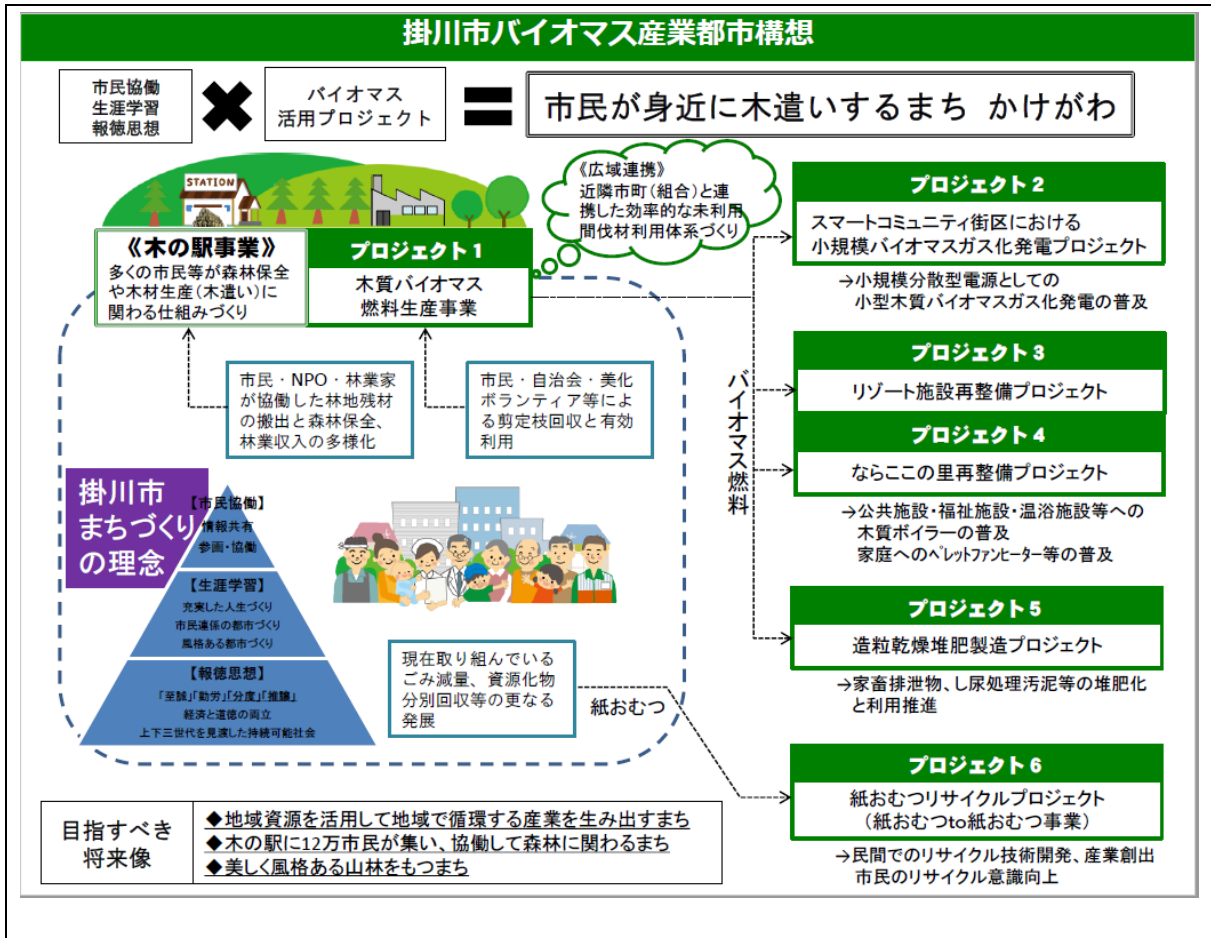 掛川市バイオマス産業都市構想
市民協働
生涯学習
報徳思想
バイオマス
活用プロジェクト
市民が身近に木遣いするまち かけがわ
STATION
《広域連携》
近隣市町(組合)と連
携した効率的な未利用
間伐材利用体系づくり
《木の駅事業》
多くの市民等が森林保全
や木材生産(木遣い)に
関わる仕組みづくり
プロジェクト1
木質バイオマス
燃料生産事業
市民・NPO・林業家
が協働した林地残材
の搬出と森林保全、
林業収入の多様化
市民・自治会・美化
ボランティア等によ
る剪定枝回収と有効
利用
掛川市
まちづくり
の理念
【市民協働】
情報共有
参画・協働
【生涯学習】
充実した人生づくり
市民連係の都市づくり
風格ある都市づくり
【報徳思想】
「至誠」「勤労」「分度」「推譲」
経済と道徳の両立
上下三世代を見渡した持続可能社会
現在取り組んでいる
ごみ減量、資源化物
分別回収等の更なる
発展
紙おむつ
バイオマス燃料
プロジェクト2
スマートコミュニティ街区における
小規模バイオマスガス化発電プロジェクト
→小規模分散型電源としての
小型木質バイオマスガス化発電の普及
プロジェクト3
リゾート施設再整備プロジェクト
プロジェクト4
ならここの里再整備プロジェクト
→公共施設・福祉施設・温浴施設等への
木質ボイラーの普及
家庭へのペレットファンヒーター等の普及
プロジェクト5
造粒乾燥堆肥製造プロジェクト
→家畜排泄物、し尿処理汚泥等の堆肥化
と利用推進
プロジェクト6
紙おむつリサイクルプロジェクト
(紙おむつto紙おむつ事業)
→民間でのリサイクル技術開発、産業創出
市民のリサイクル意識向上
目指すべき
将来像
◆地域資源を活用して地域で循環する産業を生み出すまち
◆木の駅に12万市民が集い、協働して森林に関わるまち
◆美しく風格ある山林をもつまち